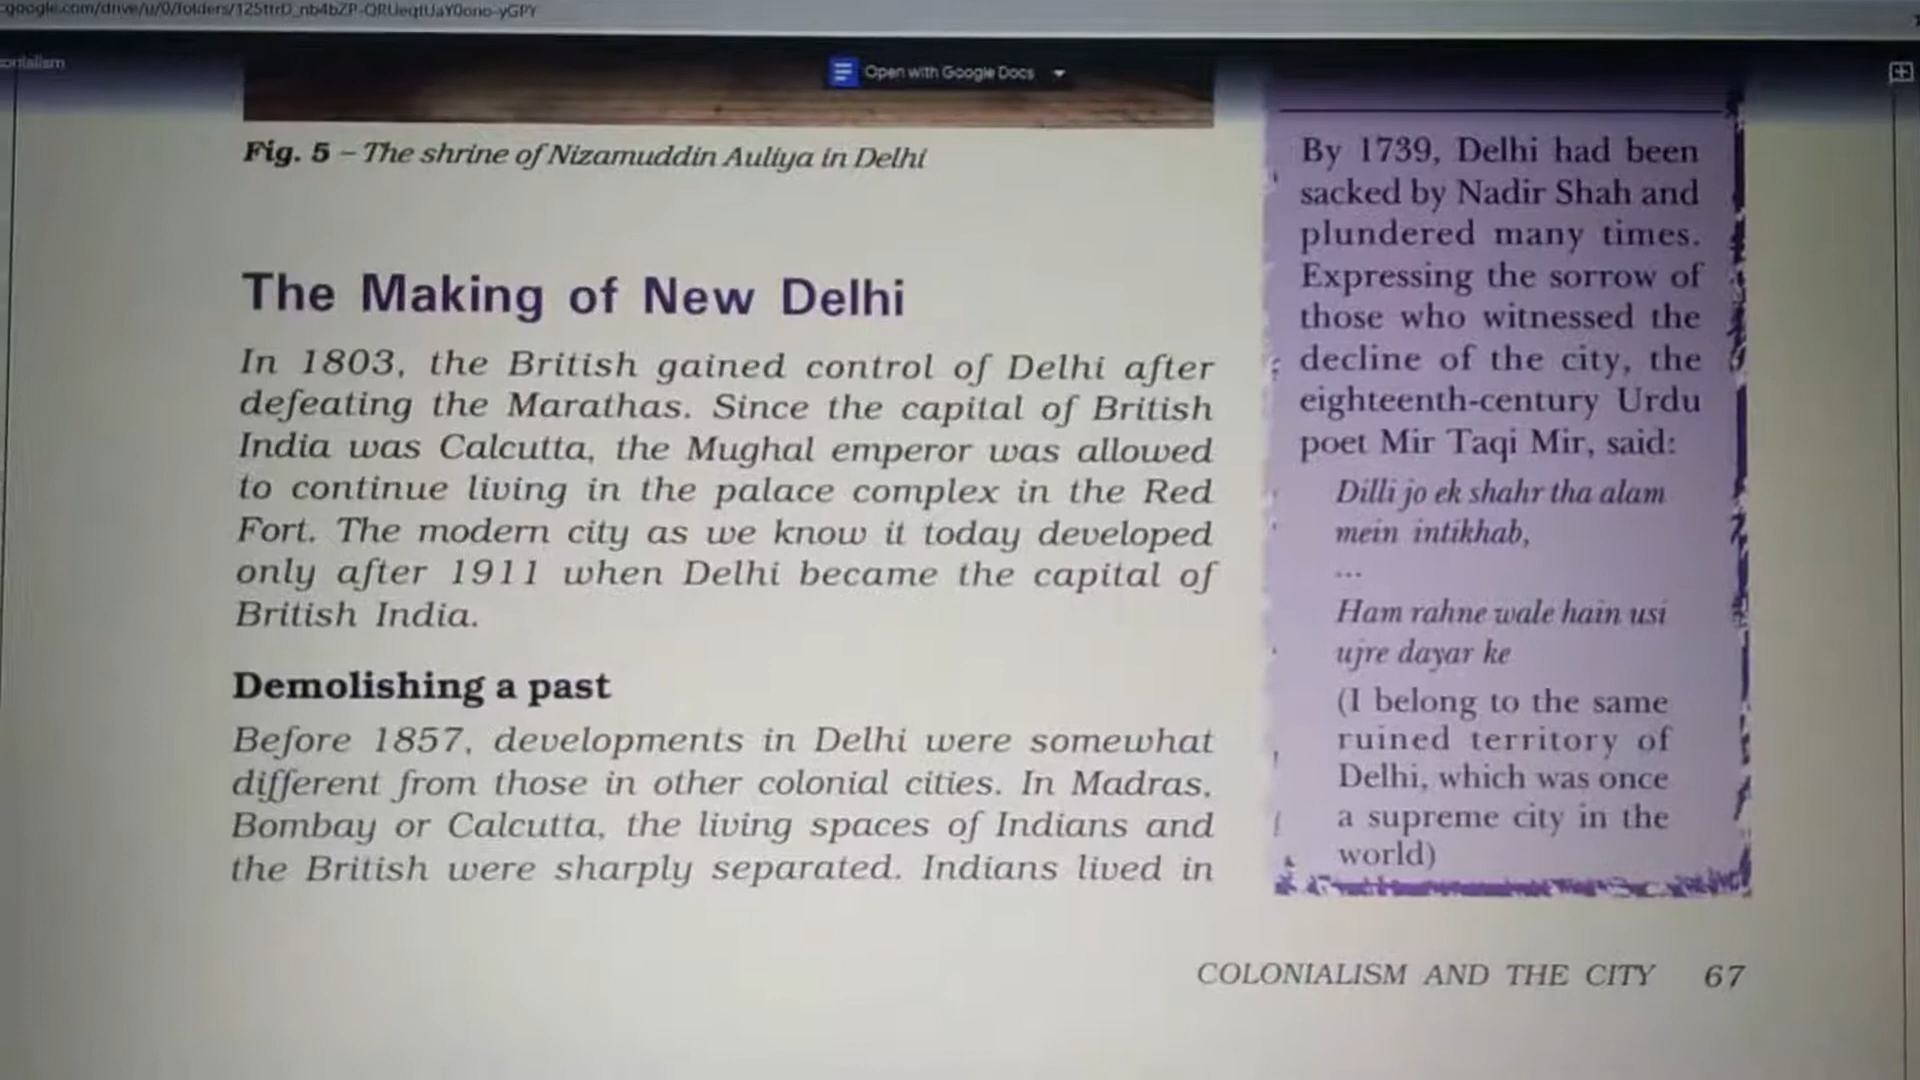 Open with Google Docs
Fig. 5 – The shrine of Nizamuddin Auliya in Delhi
The Making of New Delhi
In 1803, the British gained control of Delhi after
defeating the Marathas. Since the capital of British
India was Calcutta, the Mughal emperor was allowed
to continue living in the palace complex in the Red
Fort. The modern city as we know it today developed
only after 1911 when Delhi became the capital of
British India.
Demolishing a past
Before 1857, developments in Delhi were somewhat
different from those in other colonial cities. In Madras,
Bombay or Calcutta, the living spaces of Indians and
the British were sharply separated. Indians lived in
By 1739, Delhi had been
sacked by Nadir Shah and
plundered many times.
Expressing the sorrow of
those who witnessed the
decline of the city, the
eighteenth-century Urdu
poet Mir Taqi Mir, said:
Dilli jo ek shahr tha alam
mein intikhab,
...
Ham rahne wale hain usi
ujre dayar ke
(I belong to the same
ruined territory of
Delhi, which was once
a supreme city in the
world)
COLONIALISM AND THE CITY 67